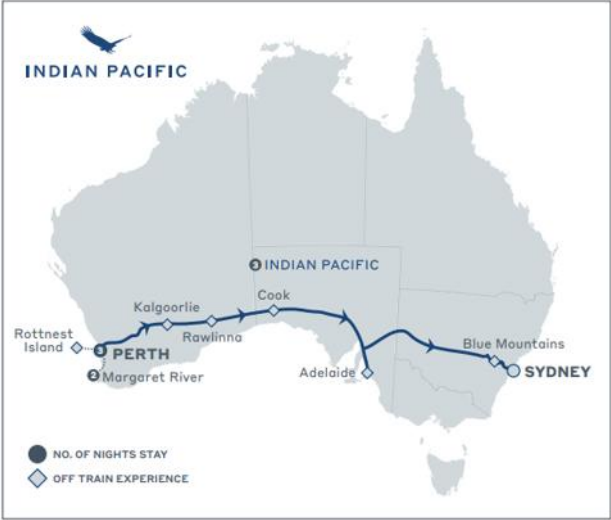 INDIAN PACIFIC
3 INDIAN PACIFIC
Cook
Kalgoorlie
Rawlinna
Rottnest
Island
3 PERTH
2 Margaret River
Adelaide
Blue Mountains
SYDNEY
NO. OF NIGHTS STAY
OFF TRAIN EXPERIENCE